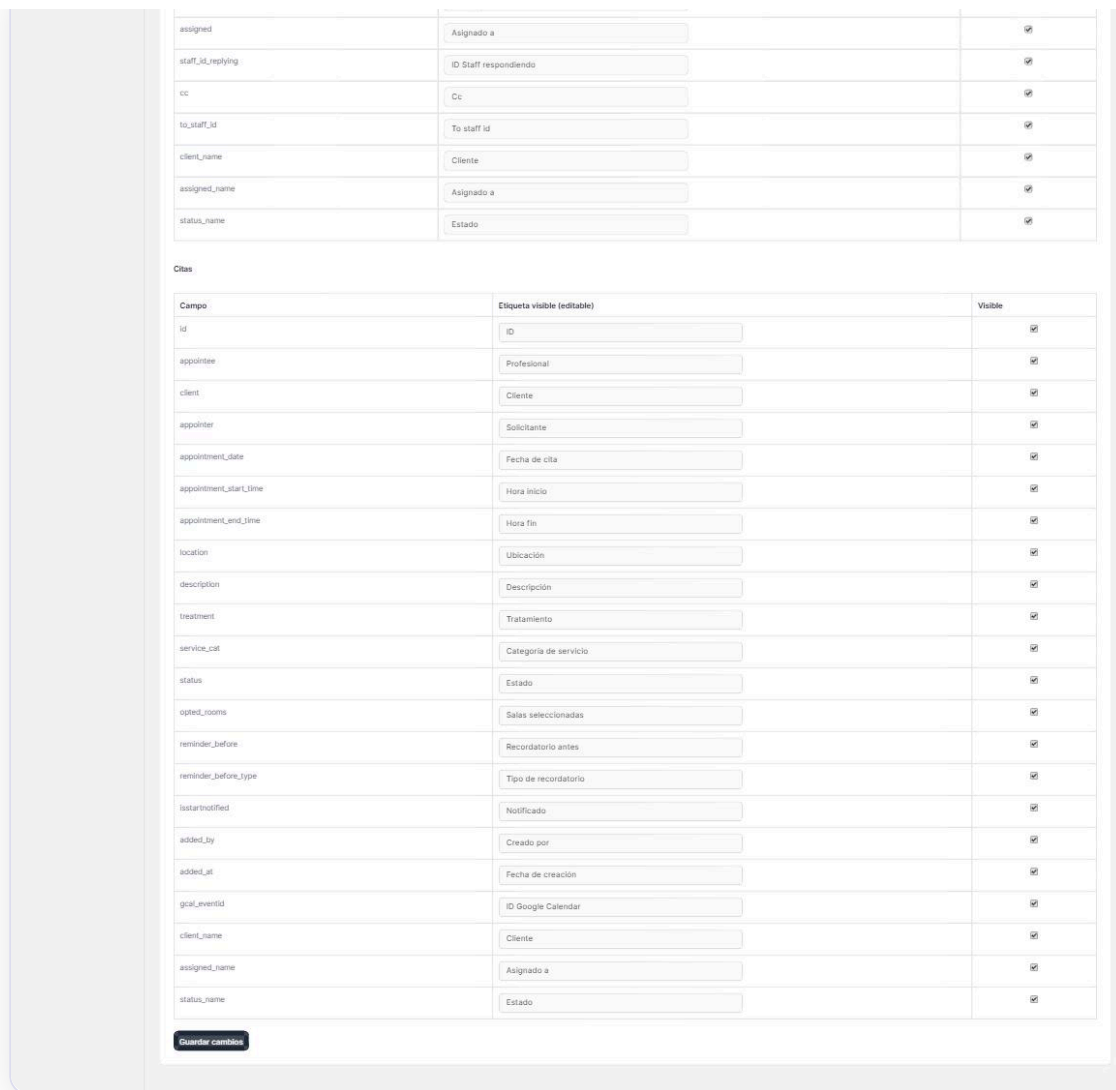 assigned Asignado a
staff_id_replying ID Staff respondiendo
cc Cc
to_staff_id To staff id
client_name Cliente
assigned_name Asignado a
status_name Estado
Citas
Campo Etiqueta visible (editable) Visible
id ID
appointee Profesional
client Cliente
appointer Solicitante
appointment_date Fecha de cita
appointment_start_time Hora inicio
appointment_end_time Hora fin
location Ubicación
description Descripción
treatment Tratamiento
service_cat Categoría de servicio
status Estado
opted_rooms Salas seleccionadas
reminder_before Recordatorio antes
reminder_before_type Tipo de recordatorio
isstartnotified Notificado
added_by Creado por
added_at Fecha de creación
gcal_eventid ID Google Calendar
client_name Cliente
assigned_name Asignado a
status_name Estado
Guardar cambios